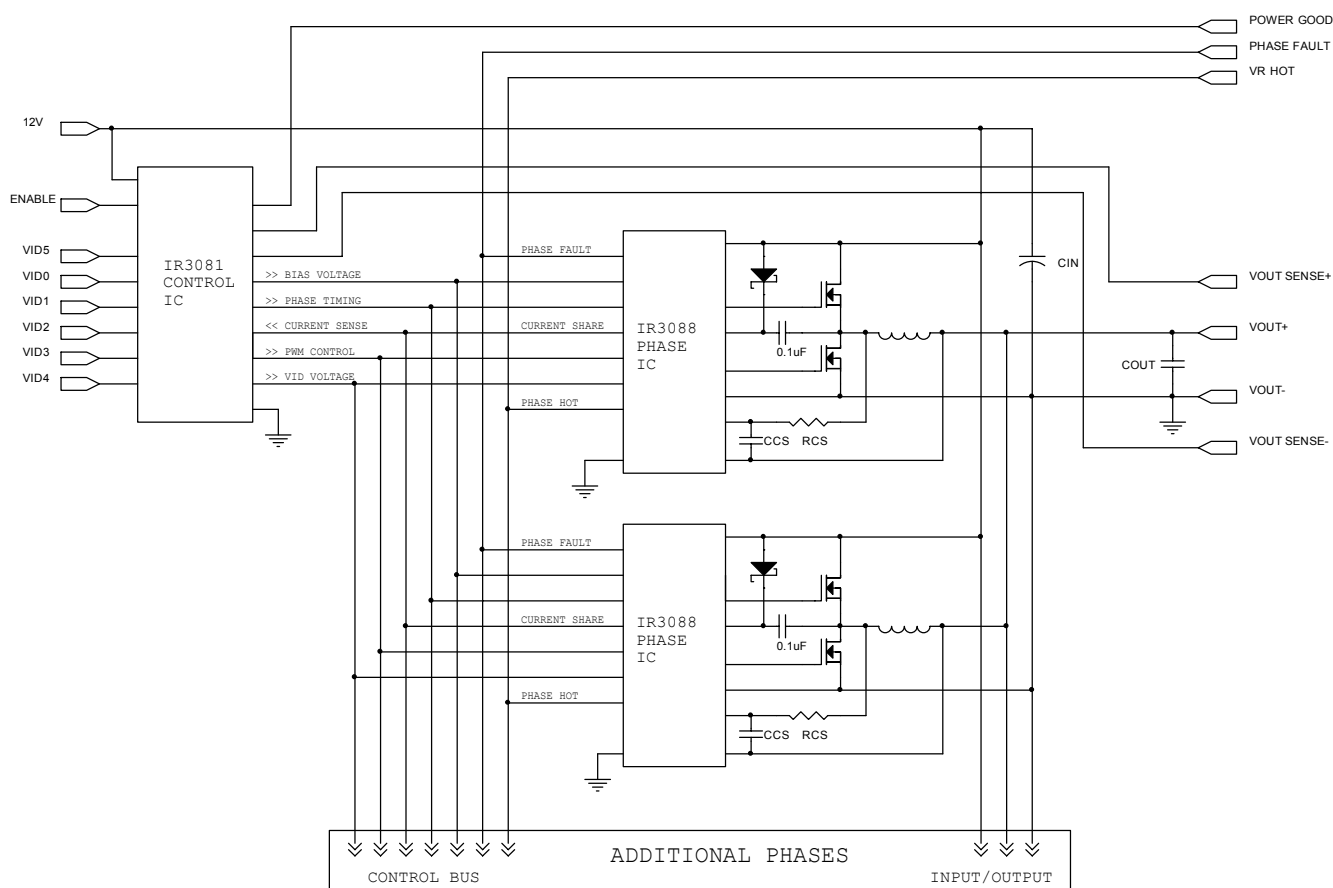 POWER GOOD
PHASE FAULT
VR HOT
12V
ENABLE
VID5
VID0
VID1
VID2
VID3
VID4
IR3081
CONTROL
IC
>> BIAS VOLTAGE
>> PHASE TIMING
<< CURRENT SENSE
>> PWM CONTROL
>> VID VOLTAGE
PHASE FAULT
CURRENT SHARE
PHASE HOT
IR3088
PHASE
IC
0.1uF
CCS RCS
CIN
COUT
VOUT SENSE+
VOUT+
VOUT-
VOUT SENSE-
PHASE FAULT
CURRENT SHARE
PHASE HOT
IR3088
PHASE
IC
0.1uF
CCS RCS
ADDITIONAL PHASES
CONTROL BUS
INPUT/OUTPUT